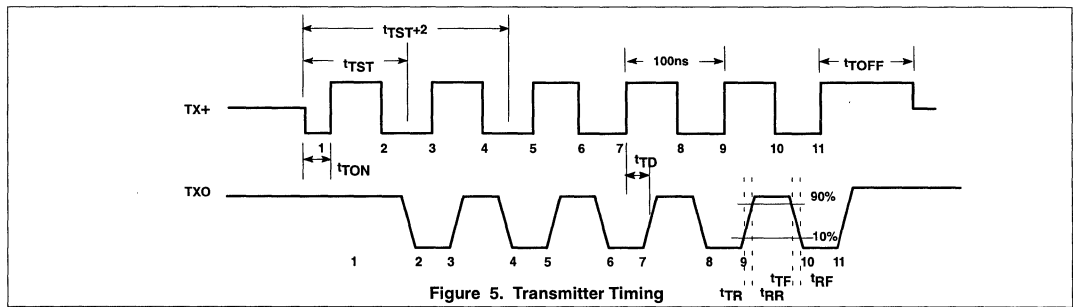 tTST+2
tTST
100ns
tTOFF
TX+
1 2 3 4 5 6 7 8 9 10 11
tTON
tTD
TXO
90%
10%
1 2 3 4 5 6 7 8 9 10 11
tTF tRF
tTR tRR
Figure 5. Transmitter Timing